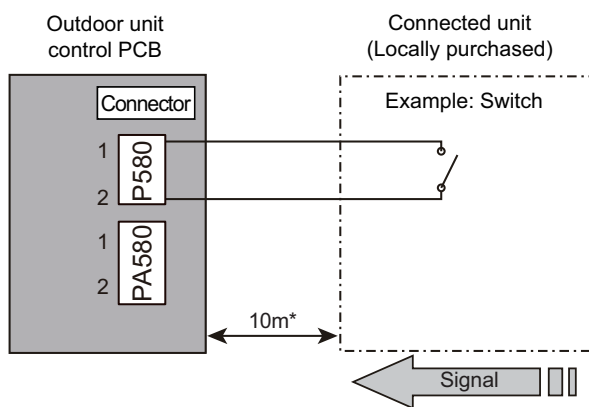 Outdoor unit
control PCB
Connected unit
(Locally purchased)
Connector
Example: Switch
1
P580
2
1
PA580
2
10m*
Signal